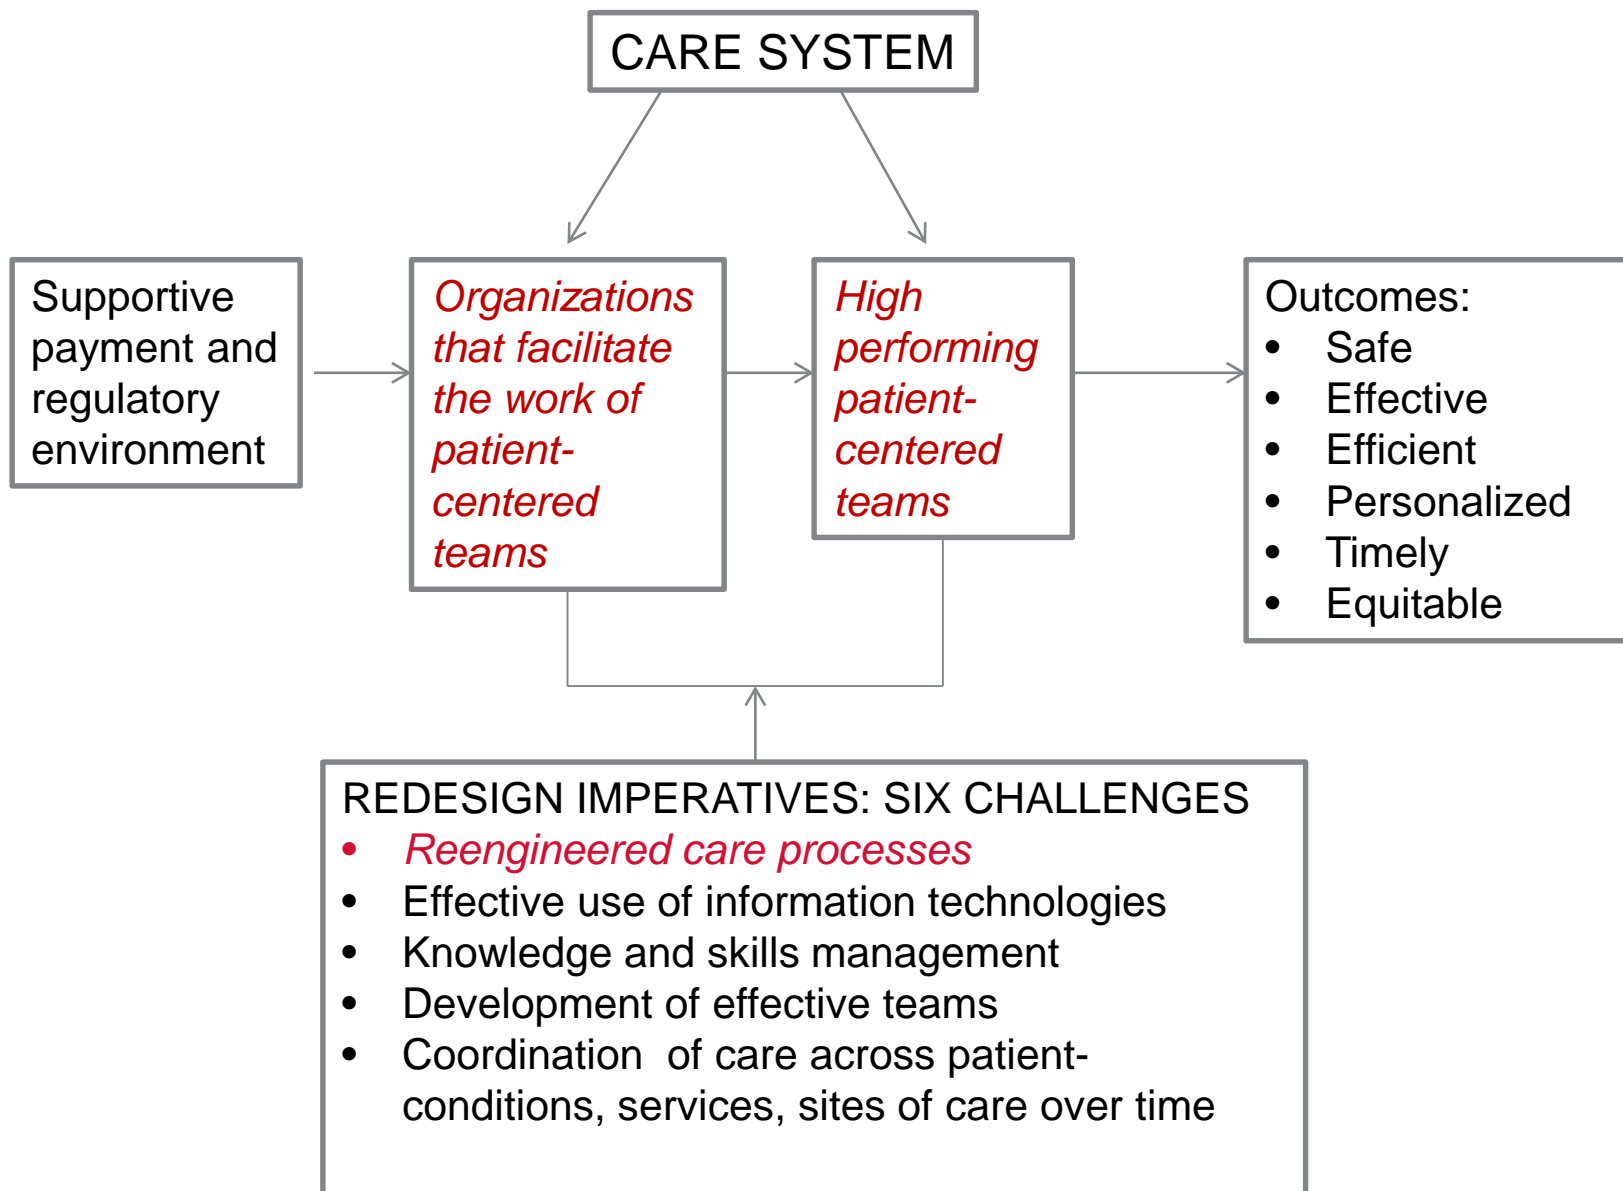 CARE SYSTEM
Supportive
payment and
regulatory
environment
Organizations
that facilitate
the work of
patient-
centered
teams
High
performing
patient-
centered
teams
Outcomes:
• Safe
• Effective
• Efficient
• Personalized
• Timely
• Equitable
REDESIGN IMPERATIVES: SIX CHALLENGES
• Reengineered care processes
• Effective use of information technologies
• Knowledge and skills management
• Development of effective teams
• Coordination  of care across patient-
conditions, services, sites of care over time